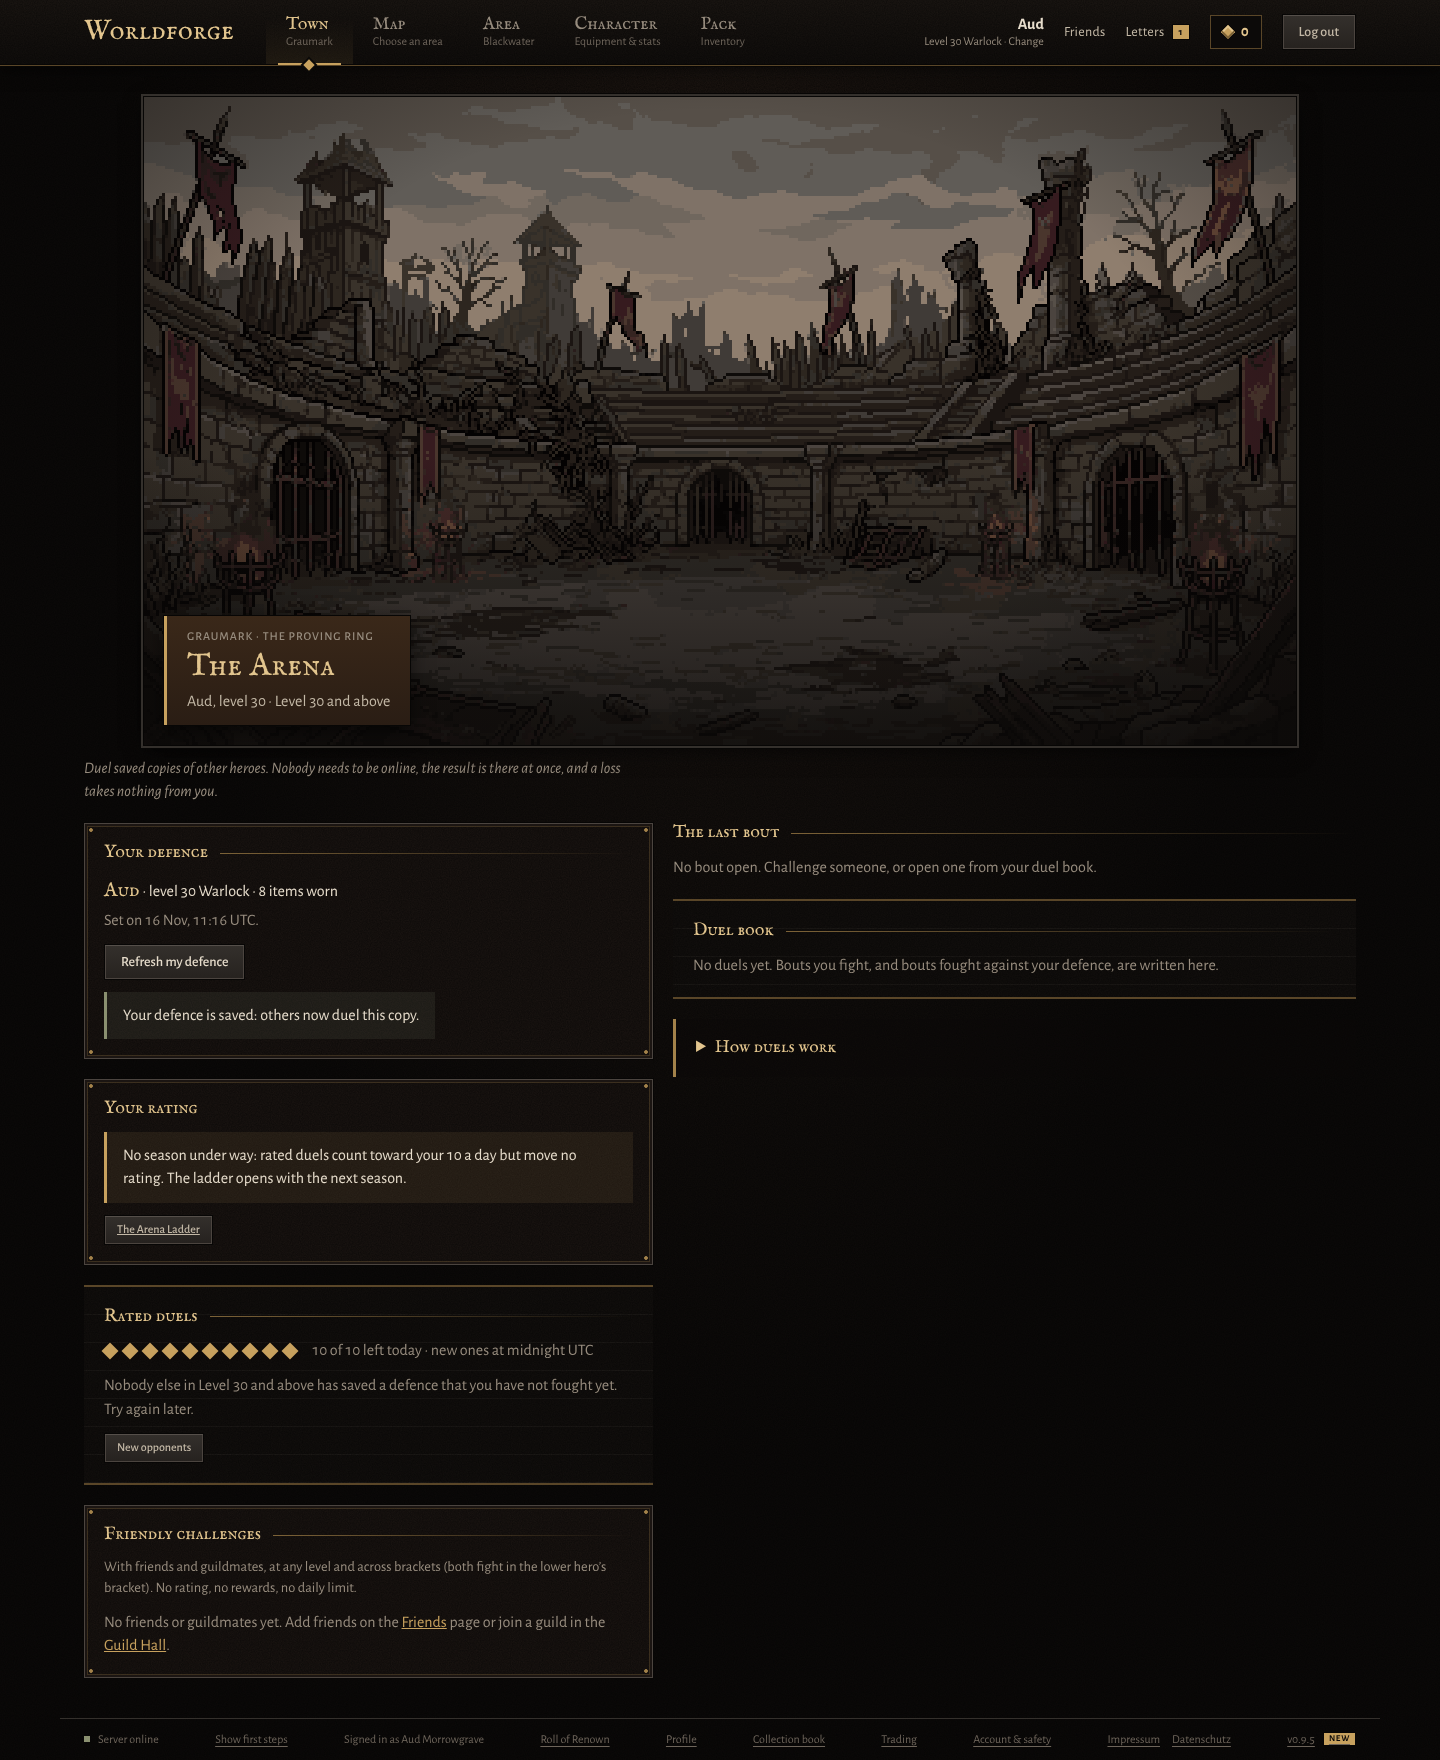 Worldforge
Town
Graumark
Map
Choose an area
Area
Blackwater
Character
Equipment & stats
Pack
Inventory
Aud
Level 30 Warlock · Change
Friends
Letters 1
0
Log out
GRAUMARK · THE PROVING RING
The Arena
Aud, level 30 · Level 30 and above
Duel saved copies of other heroes. Nobody needs to be online, the result is there at once, and a loss
takes nothing from you.
Your defence
Aud · level 30 Warlock · 8 items worn
Set on 16 Nov, 11:16 UTC.
Refresh my defence
Your defence is saved: others now duel this copy.
Your rating
No season under way: rated duels count toward your 10 a day but move no
rating. The ladder opens with the next season.
The Arena Ladder
Rated duels
10 of 10 left today · new ones at midnight UTC
Nobody else in Level 30 and above has saved a defence that you have not fought yet.
Try again later.
New opponents
Friendly challenges
With friends and guildmates, at any level and across brackets (both fight in the lower hero's
bracket). No rating, no rewards, no daily limit.
No friends or guildmates yet. Add friends on the Friends page or join a guild in the
Guild Hall.
The last bout
No bout open. Challenge someone, or open one from your duel book.
Duel book
No duels yet. Bouts you fight, and bouts fought against your defence, are written here.
How duels work
Server online
Show first steps
Signed in as Aud Morrowgrave
Roll of Renown
Profile
Collection book
Trading
Account & safety
Impressum
Datenschutz
v0.9.5 NEW